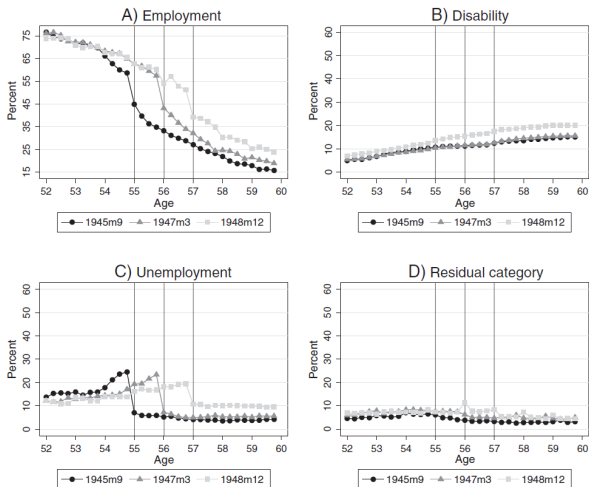 A) Employment
B) Disability
75
65
55
45
35
25
15
Percent
52 53 54 55 56 57 58 59 60
Age
1945m9 1947m3 1948m12
60
50
40
30
20
10
0
Percent
52 53 54 55 56 57 58 59 60
Age
1945m9 1947m3 1948m12
C) Unemployment
D) Residual category
60
50
40
30
20
10
0
Percent
52 53 54 55 56 57 58 59 60
Age
1945m9 1947m3 1948m12
60
50
40
30
20
10
0
Percent
52 53 54 55 56 57 58 59 60
Age
1945m9 1947m3 1948m12